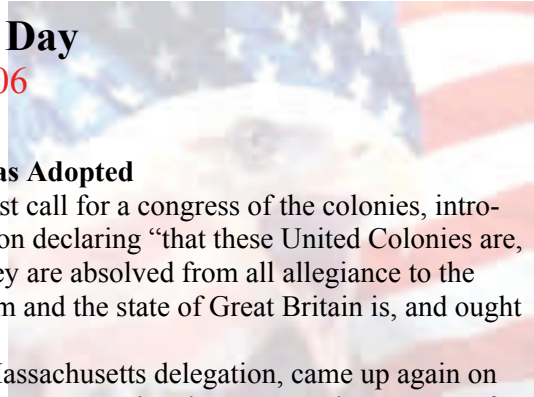 Day
06
as Adopted
st call for a congress of the colonies, intro-
on declaring “that these United Colonies are,
ey are absolved from all allegiance to the
m and the state of Great Britain is, and ought
assachusetts delegation, came up again on